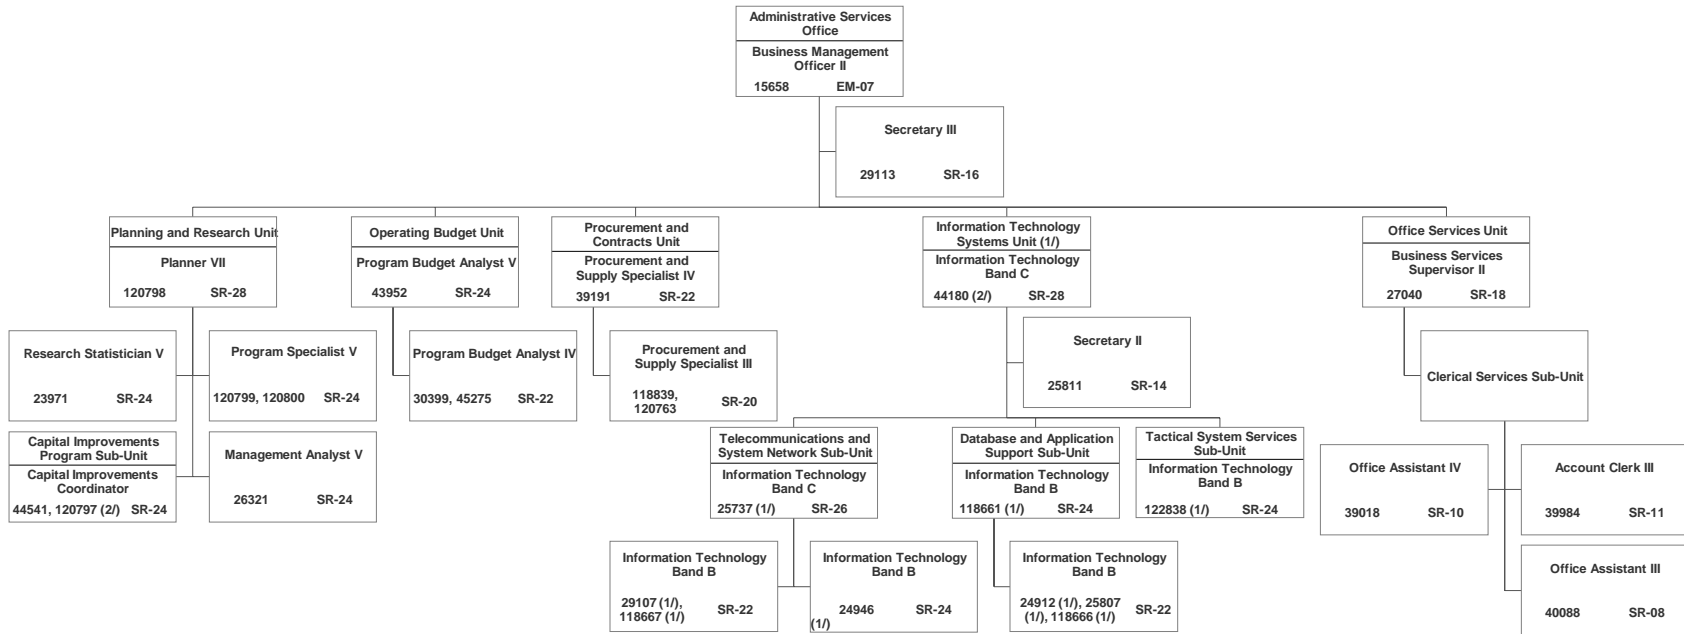 Administrative Services
Office
Business Management
Officer II
15658 EM-07
Secretary III
29113 SR-16
Planning and Research Unit
Planner VII
120798 SR-28
Operating Budget Unit
Program Budget Analyst V
43952 SR-24
Procurement and
Contracts Unit
Procurement and
Supply Specialist IV
39191 SR-22
Information Technology
Systems Unit (1/)
Information Technology
Band C
44180 (2/) SR-28
Office Services Unit
Business Services
Supervisor II
27040 SR-18
Research Statistician V
23971 SR-24
Program Specialist V
120799, 120800 SR-24
Program Budget Analyst IV
30399, 45275 SR-22
Procurement and
Supply Specialist III
118839,
120763 SR-20
Secretary II
25811 SR-14
Clerical Services Sub-Unit
Capital Improvements
Program Sub-Unit
Capital Improvements
Coordinator
44541, 120797 (2/) SR-24
Management Analyst V
26321 SR-24
Telecommunications and
System Network Sub-Unit
Information Technology
Band C
25737 (1/) SR-26
Database and Application
Support Sub-Unit
Information Technology
Band B
118661 (1/) SR-24
Tactical System Services
Sub-Unit
Information Technology
Band B
122838 (1/) SR-24
Office Assistant IV
39018 SR-10
Account Clerk III
39984 SR-11
Information Technology
Band B
29107 (1/),
118667 (1/) SR-22
Information Technology
Band B
24946 SR-24
(1/)
Information Technology
Band B
24912 (1/), 25807
(1/), 118666 (1/) SR-22
Office Assistant III
40088 SR-08